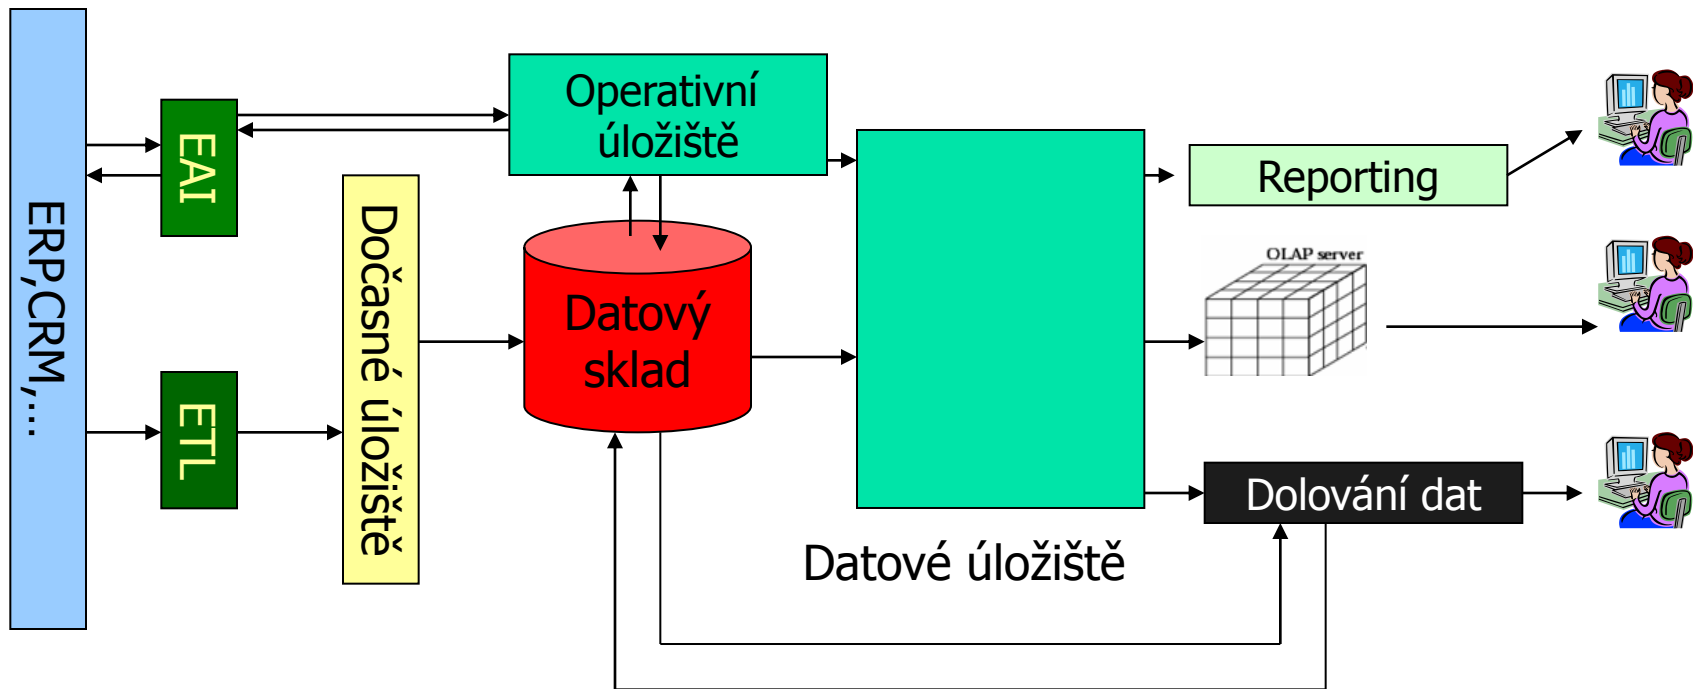 ERP,CRM,...
EAI
ETL
Dočasné úložiště
Operativní
úložiště
Datový
sklad
Reporting
OLAP server
Dolování dat
Datové úložiště